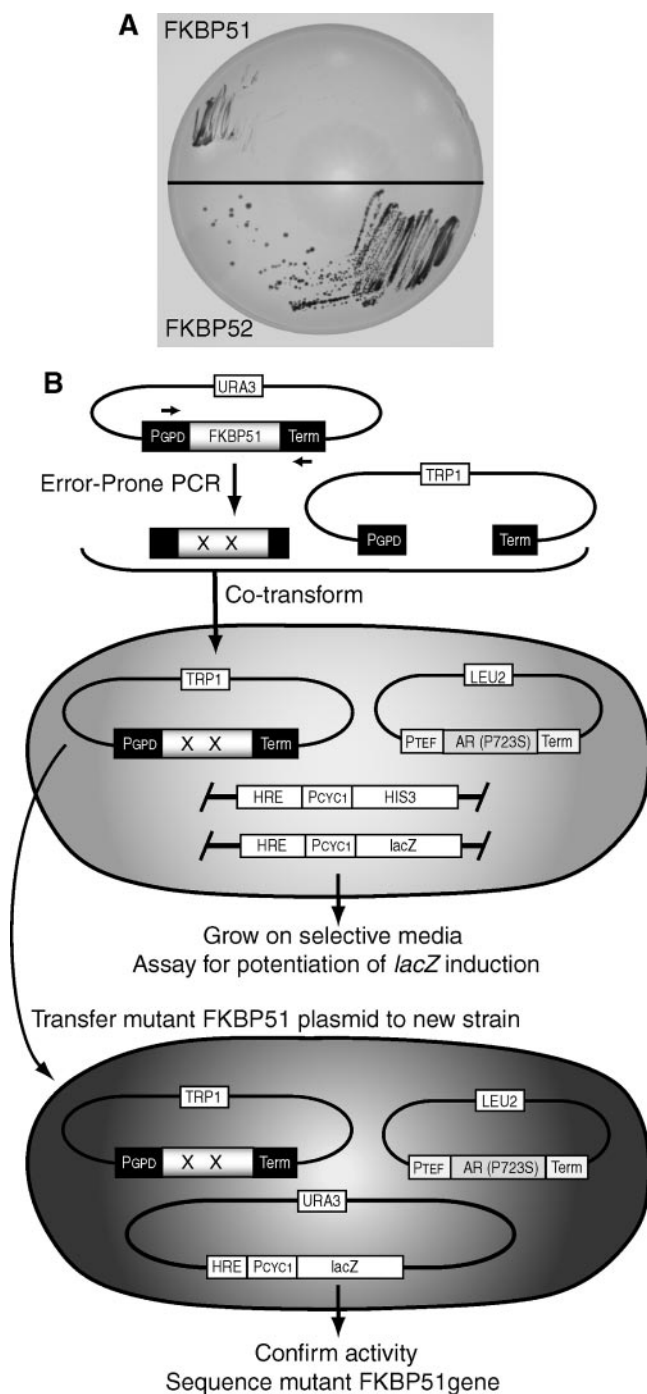 A
FKBP51
FKBP52
B
URA3
PGPD FKBP51 Term
Error-Prone PCR
TRP1
X X
PGPD Term
Co-transform
TRP1
LEU2
PGPD X X Term
PTEF AR (P723S) Term
HRE PCYC1 HIS3
HRE PCYC1 lacZ
Grow on selective media
Assay for potentiation of lacZ induction
Transfer mutant FKBP51 plasmid to new strain
TRP1
LEU2
PGPD X X Term
PTEF AR (P723S) Term
URA3
HRE PCYC1 lacZ
Confirm activity
Sequence mutant FKBP51gene